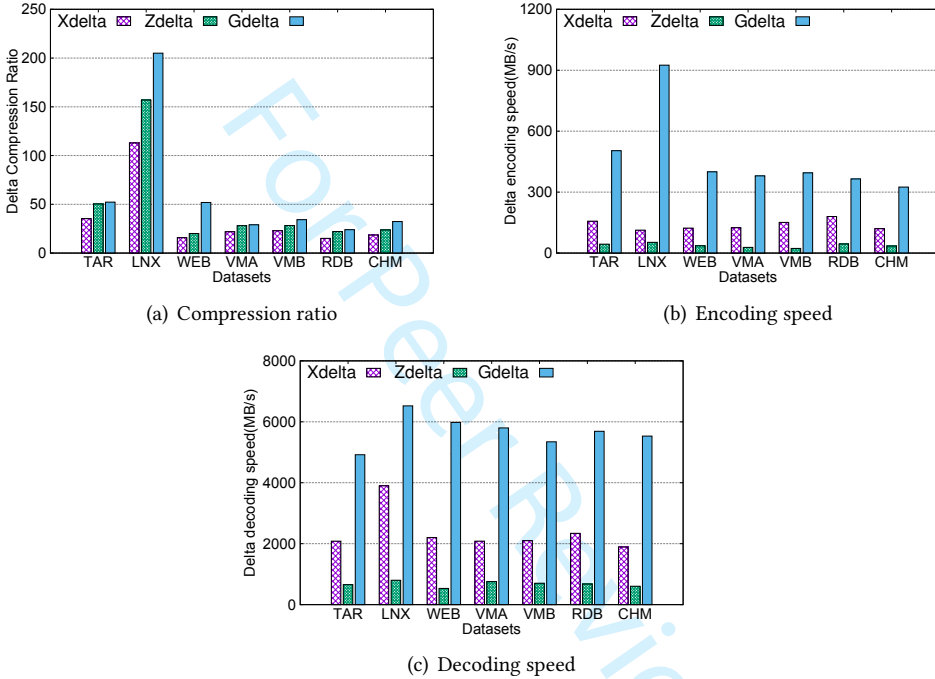 250
200
150
100
50
0
Delta Compression Ratio
Xdelta Zdelta Gdelta
TAR LNX WEB VMA VMB RDB CHM
Datasets
(a) Compression ratio
1200
900
600
300
0
Delta encoding speed(MB/s)
Xdelta Zdelta Gdelta
TAR LNX WEB VMA VMB RDB CHM
Datasets
(b) Encoding speed
8000
6000
4000
2000
0
Delta decoding speed(MB/s)
Xdelta Zdelta Gdelta
TAR LNX WEB VMA VMB RDB CHM
Datasets
(c) Decoding speed
For Peer Revie